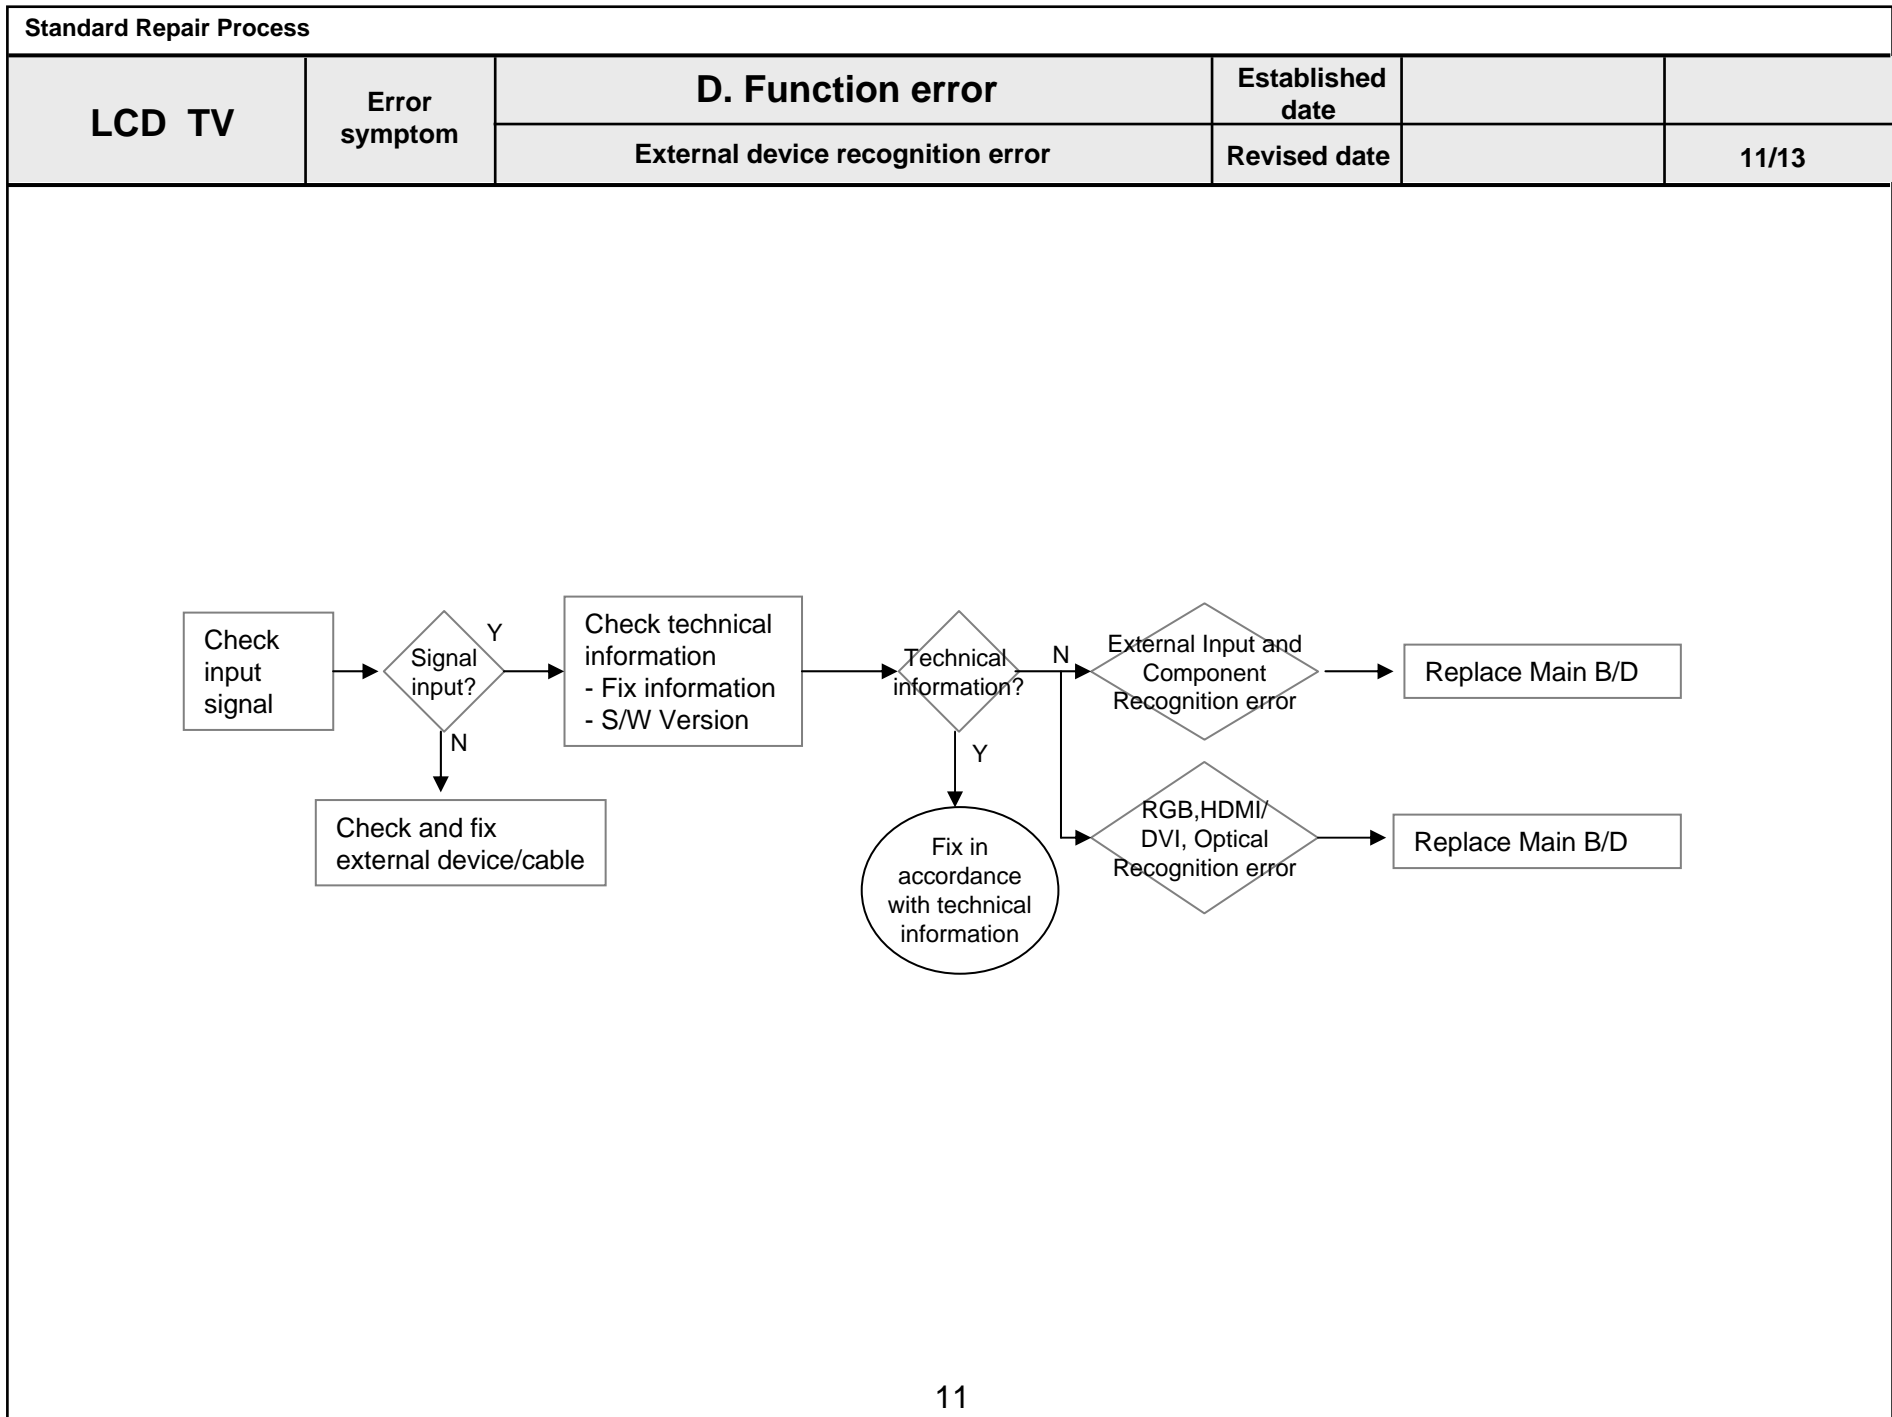 Standard Repair Process
LCD TV
Error
symptom
D. Function error
External device recognition error
Established
date
Revised date
11/13
Check
input
signal
Signal
input?
Y
N
Check and fix
external device/cable
Check technical
information
- Fix information
- S/W Version
Technical
information?
N
Y
Fix in
accordance
with technical
information
External Input and
Component
Recognition error
Replace Main B/D
RGB,HDMI/
DVI, Optical
Recognition error
Replace Main B/D
11